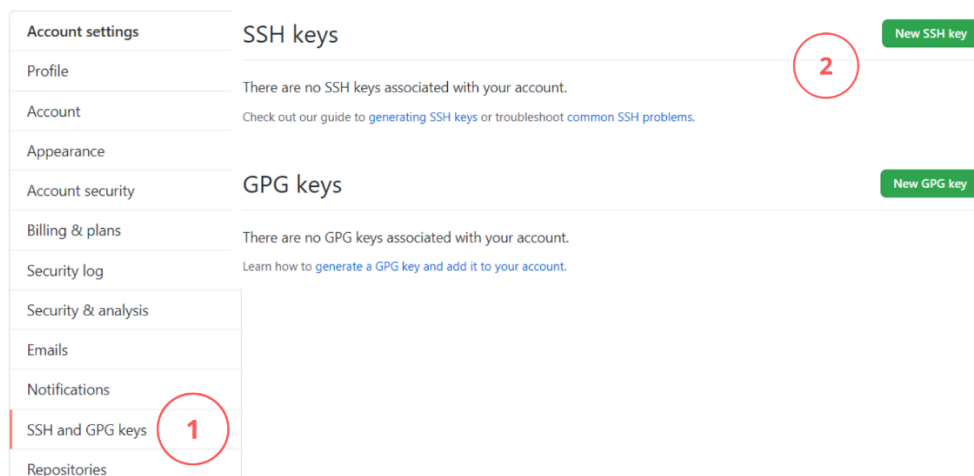 Account settings
Profile
Account
Appearance
Account security
Billing & plans
Security log
Security & analysis
Emails
Notifications
SSH and GPG keys
1
Repositories
SSH keys
New SSH key
2
There are no SSH keys associated with your account.
Check out our guide to generating SSH keys or troubleshoot common SSH problems.
GPG keys
New GPG key
There are no GPG keys associated with your account.
Learn how to generate a GPG key and add it to your account.